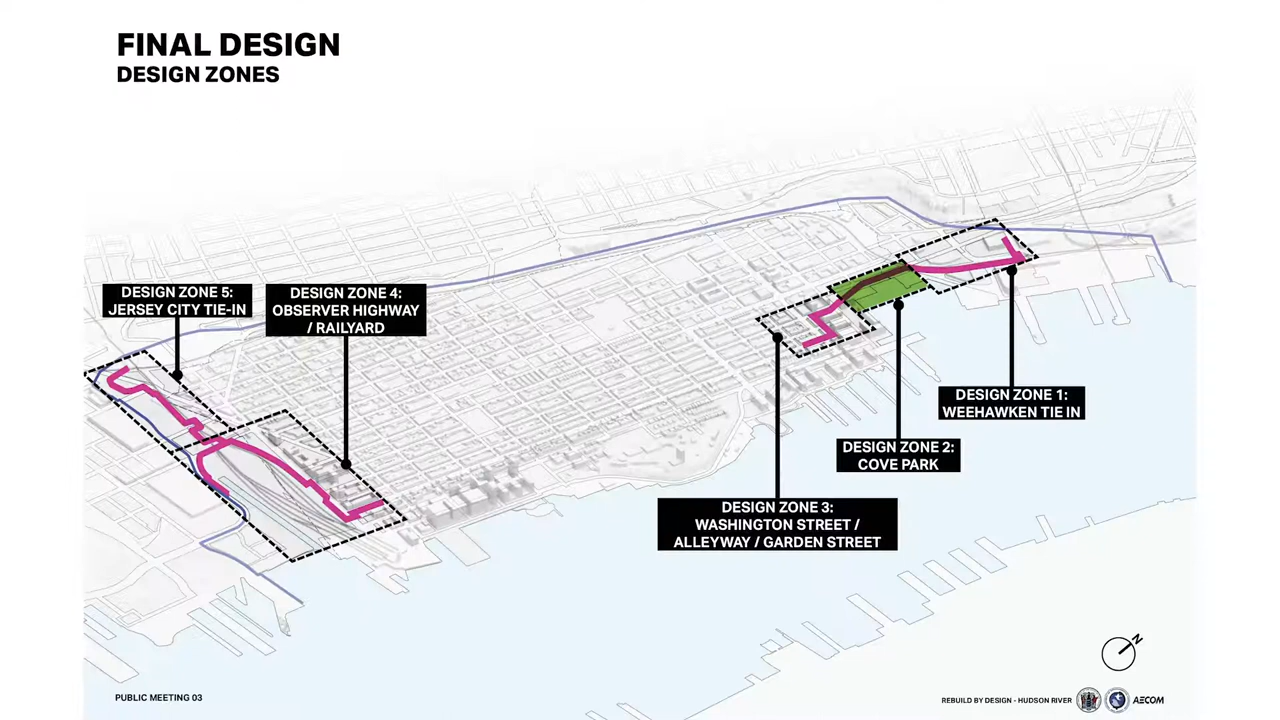 FINAL DESIGN
DESIGN ZONES
DESIGN ZONE 5:
JERSEY CITY TIE-IN
DESIGN ZONE 4:
OBSERVER HIGHWAY
/ RAILYARD
DESIGN ZONE 1:
WEEHAWKEN TIE IN
DESIGN ZONE 2:
COVE PARK
DESIGN ZONE 3:
WASHINGTON STREET /
ALLEYWAY / GARDEN STREET
N
PUBLIC MEETING 03
REBUILD BY DESIGN - HUDSON RIVER
AECOM